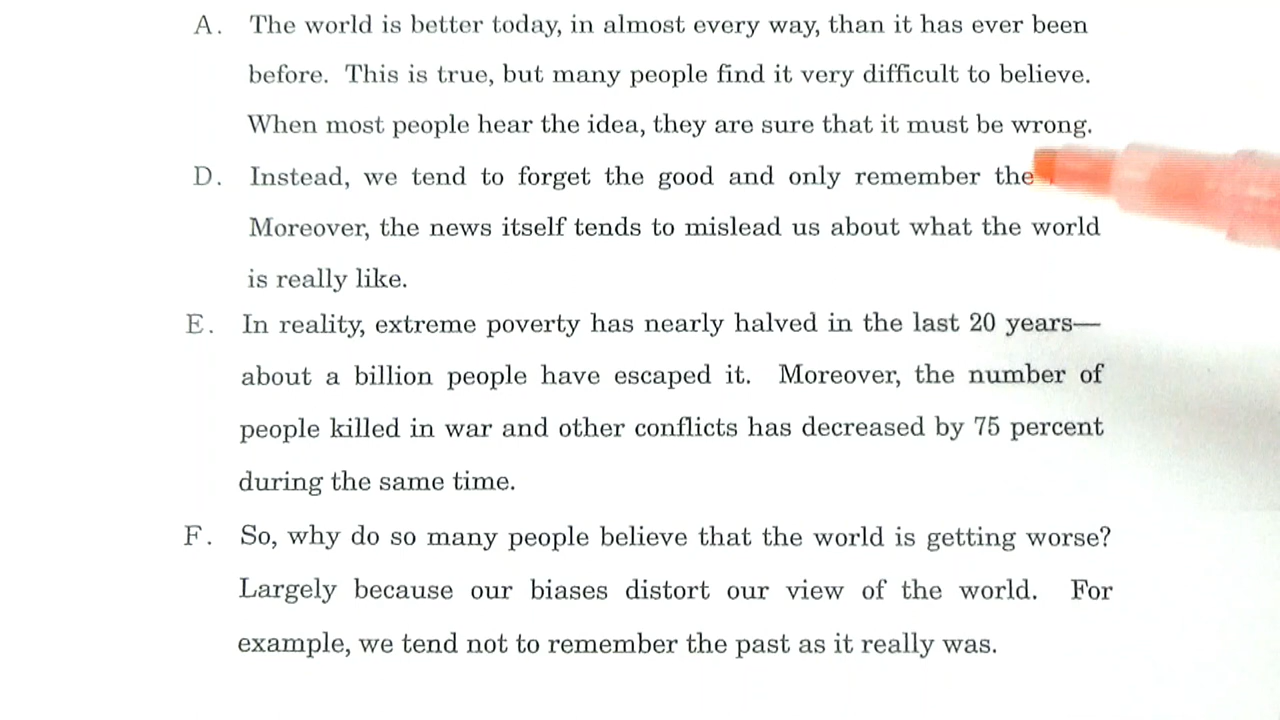 A. The world is better today, in almost every way, than it has ever been
before. This is true, but many people find it very difficult to believe.
When most people hear the idea, they are sure that it must be wrong.
D. Instead, we tend to forget the good and only remember the
Moreover, the news itself tends to mislead us about what the world
is really like.
E. In reality, extreme poverty has nearly halved in the last 20 years—
about a billion people have escaped it. Moreover, the number of
people killed in war and other conflicts has decreased by 75 percent
during the same time.
F. So, why do so many people believe that the world is getting worse?
Largely because our biases distort our view of the world. For
example, we tend not to remember the past as it really was.